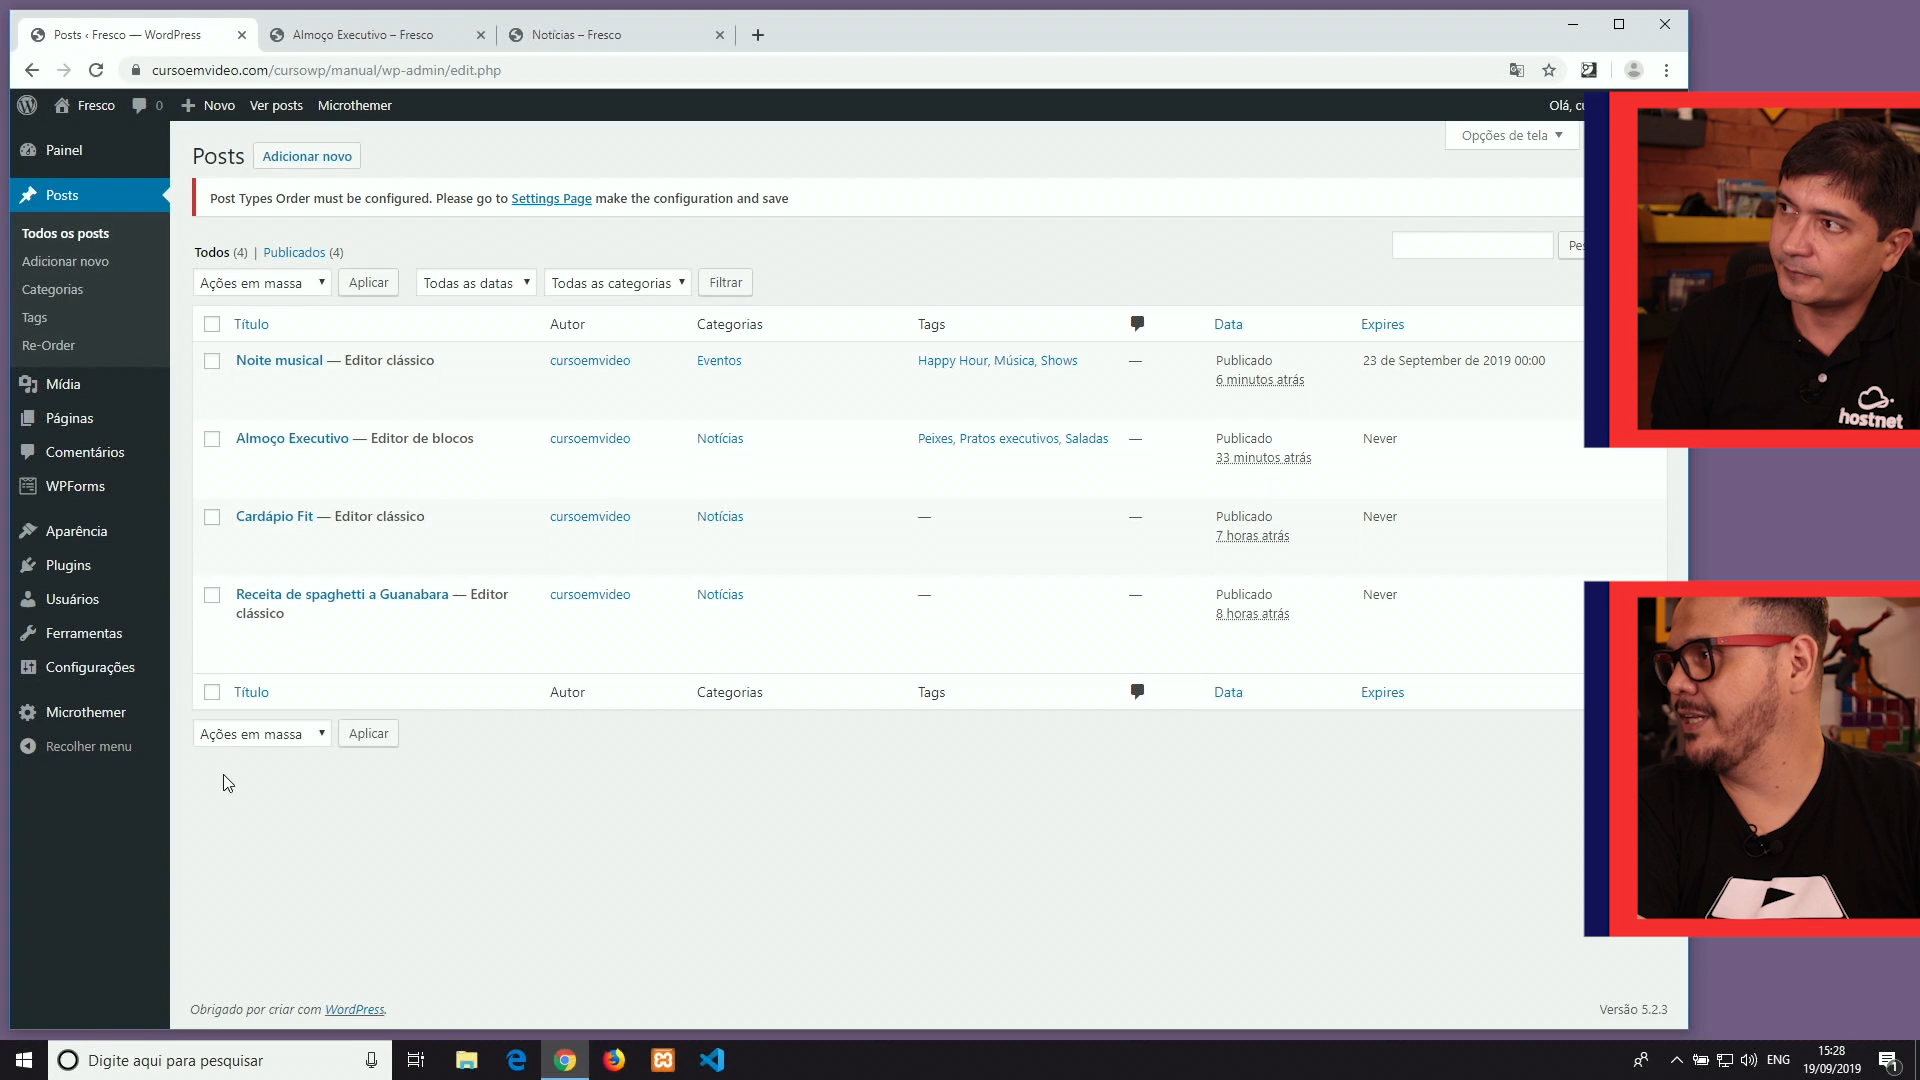 Posts ‹ Fresco — WordPress
Almoço Executivo – Fresco
Notícias – Fresco
cursoemvideo.com/cursowp/manual/wp-admin/edit.php
Fresco
0
Novo
Ver posts
Microthemer
Olá,
Painel
Posts
Todos os posts
Adicionar novo
Categorias
Tags
Re-Order
Mídia
Páginas
Comentários
WPForms
Aparência
Plugins
Usuários
Ferramentas
Configurações
Microthemer
Recolher menu
Opções de tela
Posts
Adicionar novo
Post Types Order must be configured. Please go to Settings Page make the configuration and save
Todos (4) | Publicados (4)
Ações em massa
Aplicar
Todas as datas
Todas as categorias
Filtrar
Título
Autor
Categorias
Tags
Data
Expires
Noite musical — Editor clássico
cursoemvideo
Eventos
Happy Hour, Música, Shows
—
Publicado
6 minutos atrás
23 de September de 2019 00:00
Almoço Executivo — Editor de blocos
cursoemvideo
Notícias
Peixes, Pratos executivos, Saladas
—
Publicado
33 minutos atrás
Never
Cardápio Fit — Editor clássico
cursoemvideo
Notícias
—
—
Publicado
7 horas atrás
Never
Receita de spaghetti a Guanabara — Editor
clássico
cursoemvideo
Notícias
—
—
Publicado
8 horas atrás
Never
Título
Autor
Categorias
Tags
Data
Expires
Ações em massa
Aplicar
Obrigado por criar com WordPress.
Versão 5.2.3
hostnet
Digite aqui para pesquisar
ENG
15:28
19/09/2019
1